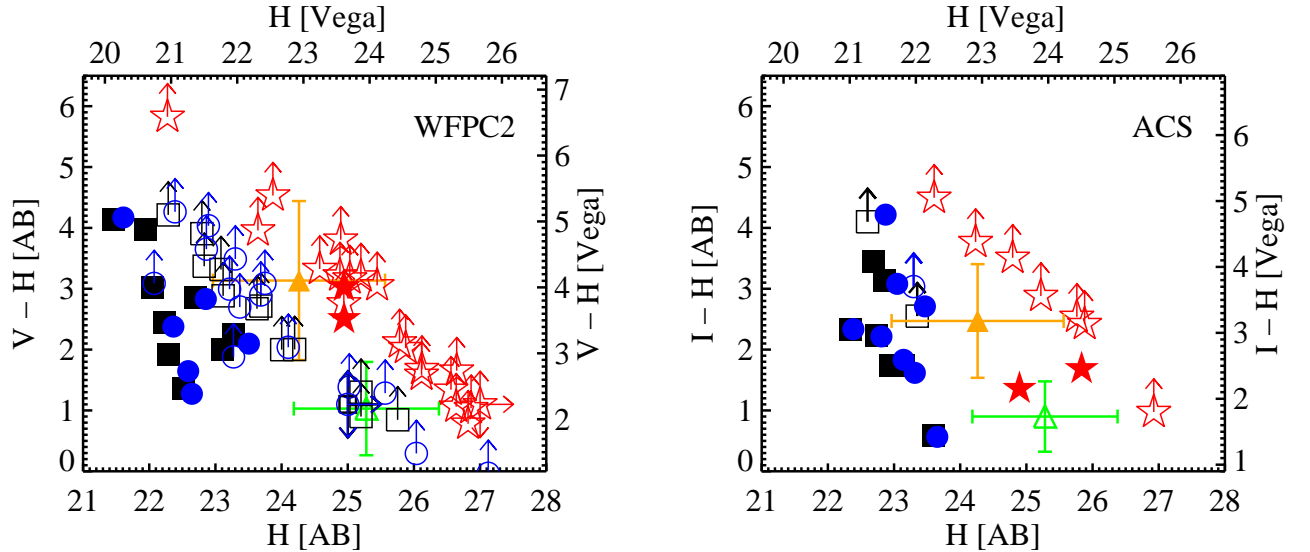 H [Vega]
20 21 22 23 24 25 26
V – H [AB]
6
5
4
3
2
1
0
WFPC2
7
6
5
4
3
2
V – H [Vega]
21 22 23 24 25 26 27 28
H [AB]
H [Vega]
20 21 22 23 24 25 26
I – H [AB]
6
5
4
3
2
1
0
ACS
6
5
4
3
2
1
I – H [Vega]
21 22 23 24 25 26 27 28
H [AB]